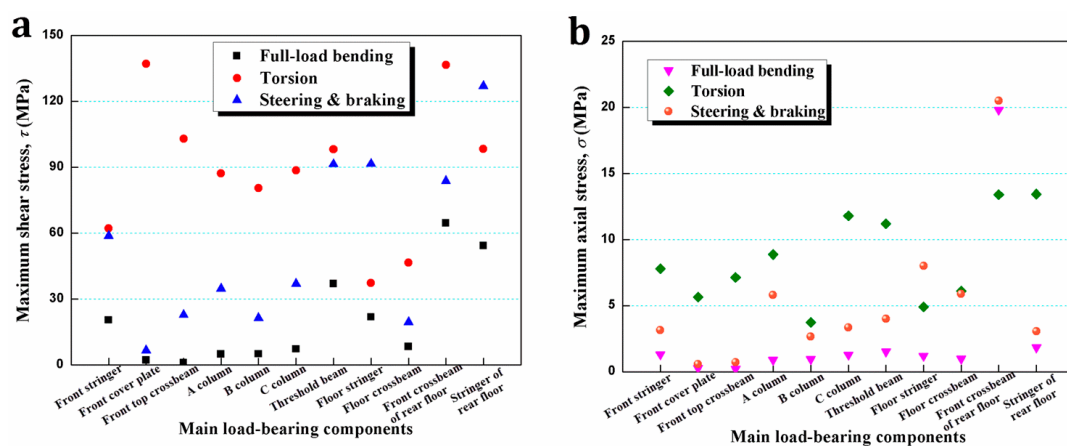 a
Maximum shear stress, τ (MPa)
150
120
90
60
30
0
Full-load bending
Torsion
Steering & braking
Front stringer
Front cover plate
Front top crossbeam
A column
B column
C column
Threshold beam
Floor stringer
Floor crossbeam
Front crossbeam
of rear floor
Stringer of
rear floor
Main load-bearing components
b
Maximum axial stress, σ (MPa)
25
20
15
10
5
0
Full-load bending
Torsion
Steering & braking
Front stringer
Front cover plate
Front top crossbeam
A column
B column
C column
Threshold beam
Floor stringer
Floor crossbeam
Front crossbeam
of rear floor
Stringer of
rear floor
Main load-bearing components